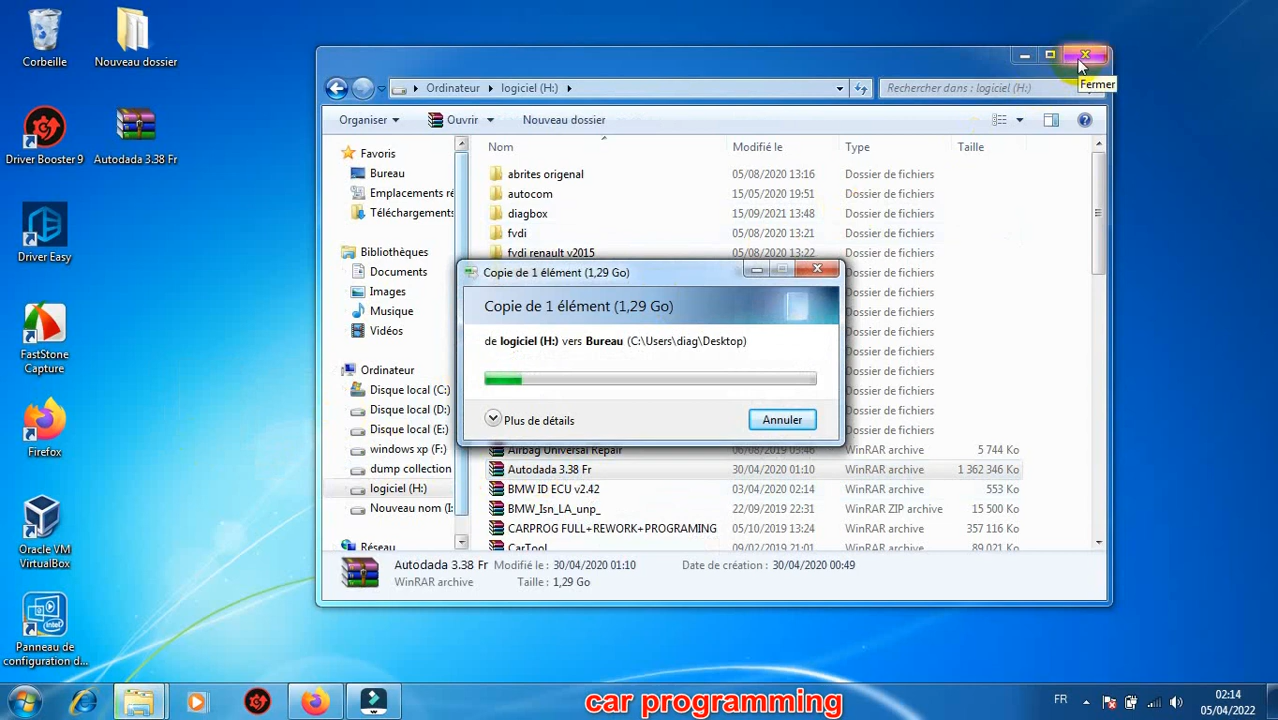 Corbeille
Nouveau dossier
Driver Booster 9
Autodada 3.38 Fr
Driver Easy
FastStone
Capture
Firefox
Oracle VM
VirtualBox
Panneau de
configuration d...
Fermer
Ordinateur
logiciel (H:)
Rechercher dans : logiciel (H:)
Organiser
Ouvrir
Nouveau dossier
Favoris
Bureau
Emplacements ré
Téléchargements
Bibliothèques
Documents
Images
Musique
Vidéos
Ordinateur
Disque local (C:)
Disque local (D:)
Disque local (E:)
windows xp (F:)
dump collection
logiciel (H:)
Nouveau nom (I:
Réseau
Nom Modifié le Type Taille
abrites origenal 05/08/2020 13:16 Dossier de fichiers
autocom 15/05/2020 19:51 Dossier de fichiers
diagbox 15/09/2021 13:48 Dossier de fichiers
fvdi 05/08/2020 13:21 Dossier de fichiers
fvdi renault v2015 05/08/2020 13:22 Dossier de fichiers
Dossier de fichiers
Dossier de fichiers
Dossier de fichiers
Dossier de fichiers
Dossier de fichiers
Dossier de fichiers
Dossier de fichiers
Dossier de fichiers
Dossier de fichiers
Copie de 1 élément (1,29 Go)
Copie de 1 élément (1,29 Go)
de logiciel (H:) vers Bureau (C:\Users\diag\Desktop)
Plus de détails
Annuler
Airbag Universal Repair 06/08/2019 03:46 WinRAR archive 5 744 Ko
Autodada 3.38 Fr 30/04/2020 01:10 WinRAR archive 1 362 346 Ko
BMW ID ECU v2.42 03/04/2020 02:14 WinRAR archive 553 Ko
BMW_Isn_LA_unp_ 22/09/2019 22:31 WinRAR ZIP archive 15 500 Ko
CARPROG FULL+REWORK+PROGRAMING 05/10/2019 13:24 WinRAR archive 357 116 Ko
CarTool 09/02/2019 21:01 WinRAR archive 89 021 Ko
Autodada 3.38 Fr Modifié le : 30/04/2020 01:10 Date de création : 30/04/2020 00:49
WinRAR archive Taille : 1,29 Go
car programming
FR
02:14
05/04/2022